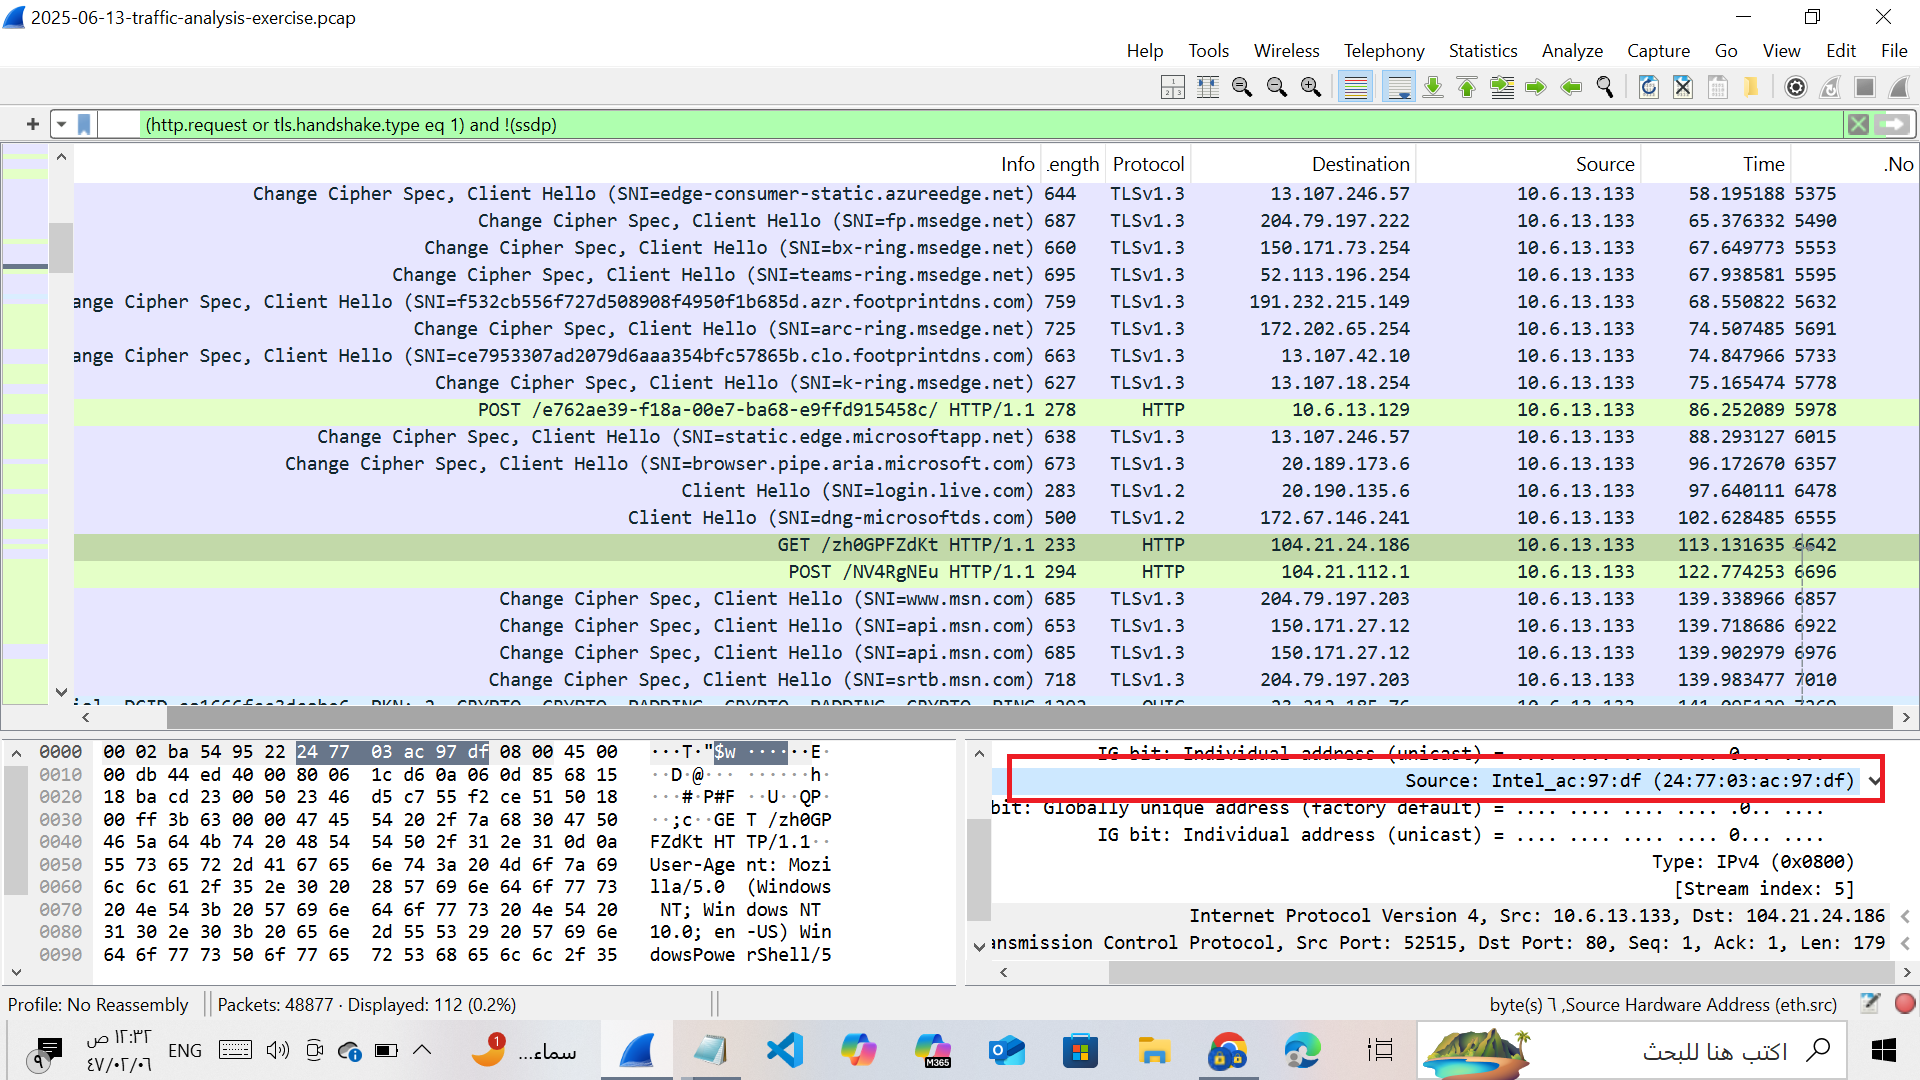 2025-06-13-traffic-analysis-exercise.pcap
Help Tools Wireless Telephony Statistics Analyze Capture Go View Edit File
(http.request or tls.handshake.type eq 1) and !(ssdp)
Info .ength Protocol Destination Source Time .No
Change Cipher Spec, Client Hello (SNI=edge-consumer-static.azureedge.net) 644 TLSv1.3 13.107.246.57 10.6.13.133 58.195188 5375
Change Cipher Spec, Client Hello (SNI=fp.msedge.net) 687 TLSv1.3 204.79.197.222 10.6.13.133 65.376332 5490
Change Cipher Spec, Client Hello (SNI=bx-ring.msedge.net) 660 TLSv1.3 150.171.73.254 10.6.13.133 67.649773 5553
Change Cipher Spec, Client Hello (SNI=teams-ring.msedge.net) 695 TLSv1.3 52.113.196.254 10.6.13.133 67.938581 5595
ange Cipher Spec, Client Hello (SNI=f532cb556f727d508908f4950f1b685d.azr.footprintdns.com) 759 TLSv1.3 191.232.215.149 10.6.13.133 68.550822 5632
Change Cipher Spec, Client Hello (SNI=arc-ring.msedge.net) 725 TLSv1.3 172.202.65.254 10.6.13.133 74.507485 5691
ange Cipher Spec, Client Hello (SNI=ce7953307ad2079d6aaa354bfc57865b.clo.footprintdns.com) 663 TLSv1.3 13.107.42.10 10.6.13.133 74.847966 5733
Change Cipher Spec, Client Hello (SNI=k-ring.msedge.net) 627 TLSv1.3 13.107.18.254 10.6.13.133 75.165474 5778
POST /e762ae39-f18a-00e7-ba68-e9ffd915458c/ HTTP/1.1 278 HTTP 10.6.13.129 10.6.13.133 86.252089 5978
Change Cipher Spec, Client Hello (SNI=static.edge.microsoftapp.net) 638 TLSv1.3 13.107.246.57 10.6.13.133 88.293127 6015
Change Cipher Spec, Client Hello (SNI=browser.pipe.aria.microsoft.com) 673 TLSv1.3 20.189.173.6 10.6.13.133 96.172670 6357
Client Hello (SNI=login.live.com) 283 TLSv1.2 20.190.135.6 10.6.13.133 97.640111 6478
Client Hello (SNI=dng-microsoftds.com) 500 TLSv1.2 172.67.146.241 10.6.13.133 102.628485 6555
GET /zh0GPFZdKt HTTP/1.1 233 HTTP 104.21.24.186 10.6.13.133 113.131635 6642
POST /NV4RgNEu HTTP/1.1 294 HTTP 104.21.112.1 10.6.13.133 122.774253 6696
Change Cipher Spec, Client Hello (SNI=www.msn.com) 685 TLSv1.3 204.79.197.203 10.6.13.133 139.338966 6857
Change Cipher Spec, Client Hello (SNI=api.msn.com) 653 TLSv1.3 150.171.27.12 10.6.13.133 139.718686 6922
Change Cipher Spec, Client Hello (SNI=api.msn.com) 685 TLSv1.3 150.171.27.12 10.6.13.133 139.902979 6976
Change Cipher Spec, Client Hello (SNI=srtb.msn.com) 718 TLSv1.3 204.79.197.203 10.6.13.133 139.983477 7010
0000 00 02 ba 54 95 22 24 77 03 ac 97 df 08 00 45 00 ···T·"$w ······E·
0010 00 db 44 ed 40 00 80 06 1c d6 0a 06 0d 85 68 15 ··D·@··· ······h·
0020 18 ba cd 23 00 50 23 46 d5 c7 55 f2 ce 51 50 18 ···#·P#F ··U··QP·
0030 00 ff 3b 63 00 00 47 45 54 20 2f 7a 68 30 47 50 ··;c··GE T /zh0GP
0040 46 5a 64 4b 74 20 48 54 54 50 2f 31 2e 31 0d 0a FZdKt HT TP/1.1··
0050 55 73 65 72 2d 41 67 65 6e 74 3a 20 4d 6f 7a 69 User-Age nt: Mozi
0060 6c 6c 61 2f 35 2e 30 20 28 57 69 6e 64 6f 77 73 lla/5.0 (Windows
0070 20 4e 54 3b 20 57 69 6e 64 6f 77 73 20 4e 54 20 NT; Win dows NT
0080 31 30 2e 30 3b 20 65 6e 2d 55 53 29 20 57 69 6e 10.0; en -US) Win
0090 64 6f 77 73 50 6f 77 65 72 53 68 65 6c 6c 2f 35 dowsPowe rShell/5
IG bit: Individual address (unicast) = .... .... .... .... 0... ....
Source: Intel_ac:97:df (24:77:03:ac:97:df)
bit: Globally unique address (factory default) = .... .... .... .... .0.. ....
IG bit: Individual address (unicast) = .... .... .... .... 0... ....
Type: IPv4 (0x0800)
[Stream index: 5]
Internet Protocol Version 4, Src: 10.6.13.133, Dst: 104.21.24.186
ansmission Control Protocol, Src Port: 52515, Dst Port: 80, Seq: 1, Ack: 1, Len: 179
Profile: No Reassembly Packets: 48877 · Displayed: 112 (0.2%) byte(s) ٦ ,Source Hardware Address (eth.src)
١٢:٣٢ ص
٤٧/٠٢/٠٦
٩
ENG
1
سماء...
M365
اكتب هنا للبحث